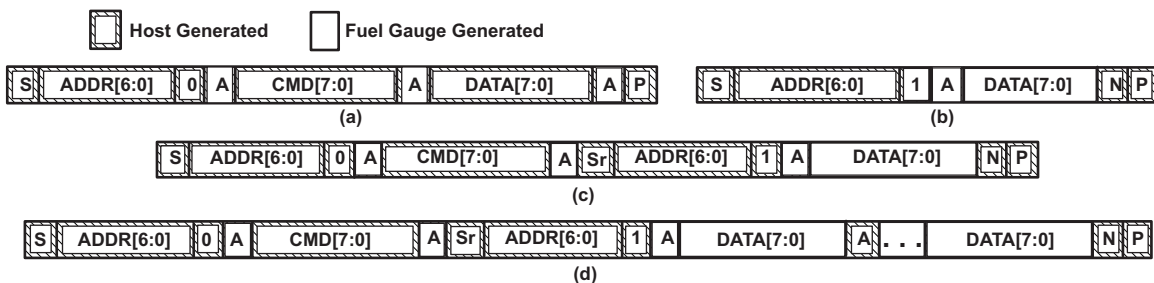 Host Generated Fuel Gauge Generated
S ADDR[6:0] 0 A CMD[7:0] A DATA[7:0] A P
(a)
S ADDR[6:0] 1 A DATA[7:0] N P
(b)
S ADDR[6:0] 0 A CMD[7:0] A Sr ADDR[6:0] 1 A DATA[7:0] N P
(c)
S ADDR[6:0] 0 A CMD[7:0] A Sr ADDR[6:0] 1 A DATA[7:0] A . . . DATA[7:0] N P
(d)